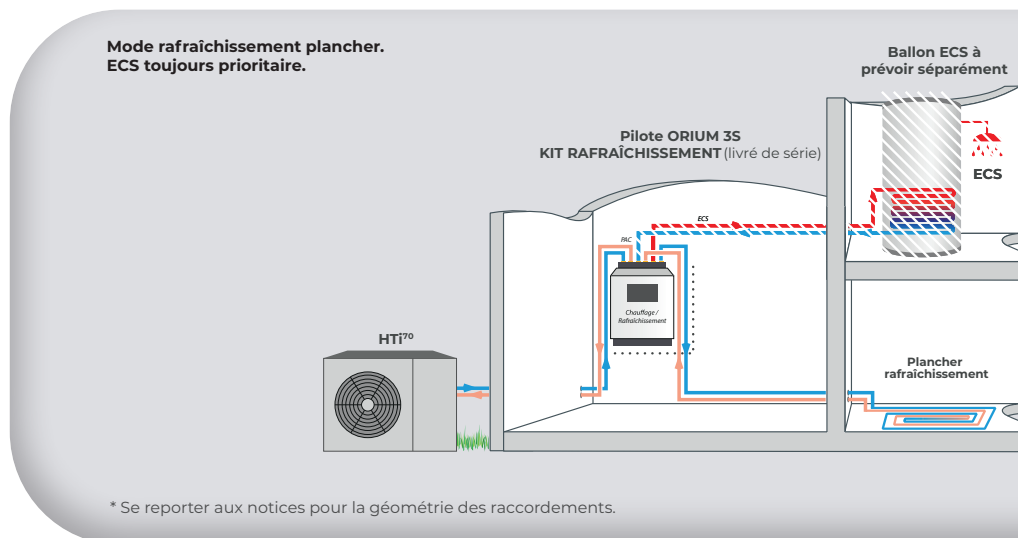 Mode rafraîchissement plancher.
ECS toujours prioritaire.
Ballon ECS à
prévoir séparément
Pilote ORIUM 3S
KIT RAFRAÎCHISSEMENT (livré de série)
ECS
ECS
PAC
Chauffage /
Rafraîchissement
HTi⁷⁰
Plancher
rafraîchissement
* Se reporter aux notices pour la géométrie des raccordements.